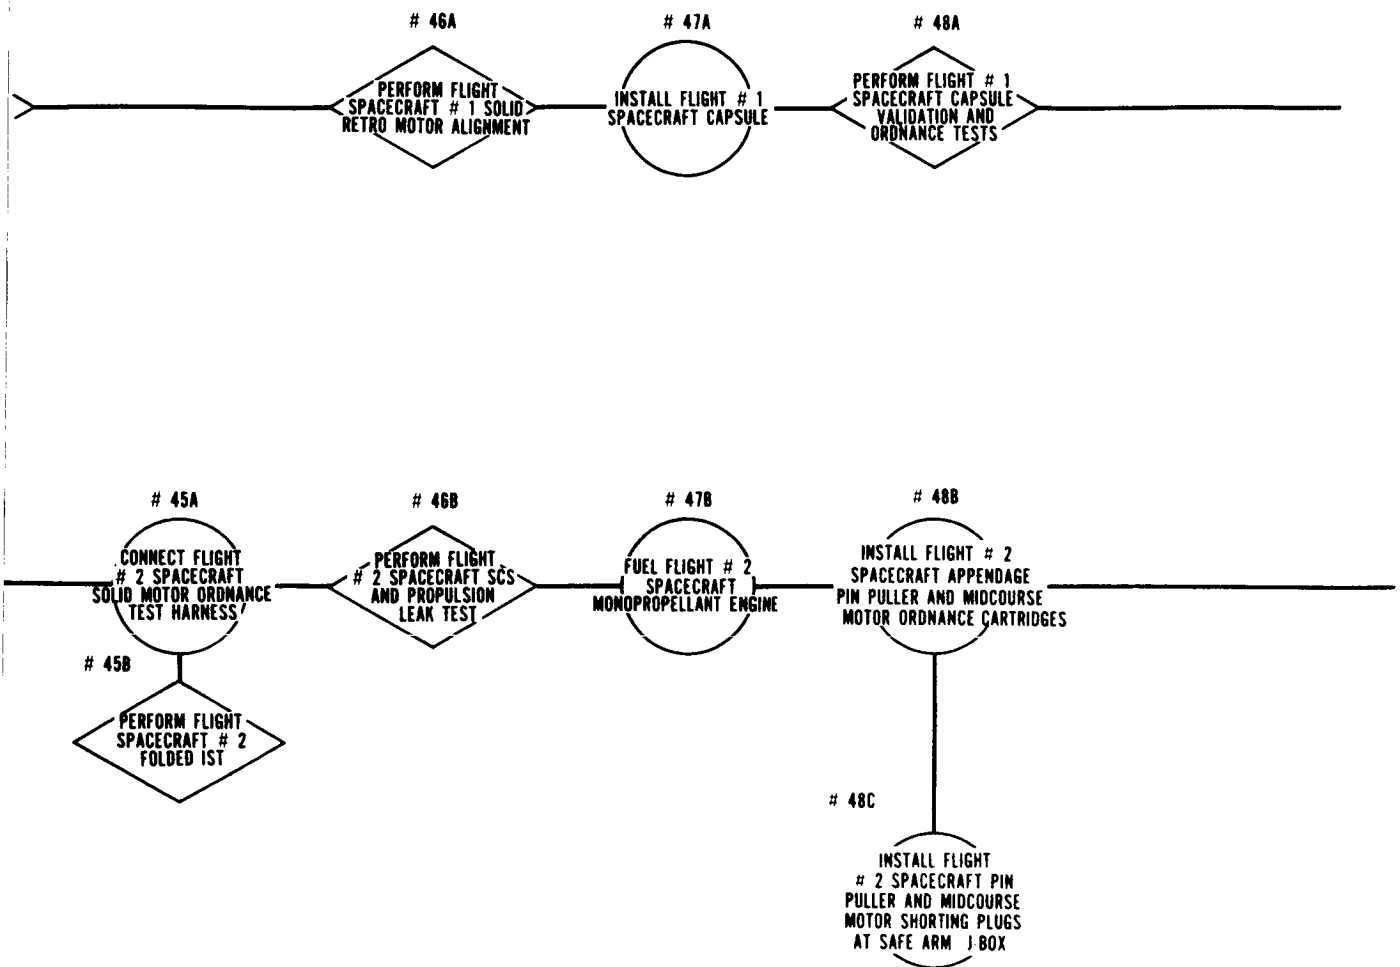 # 46A
PERFORM FLIGHT
SPACECRAFT # 1 SOLID
RETRO MOTOR ALIGNMENT
# 47A
INSTALL FLIGHT # 1
SPACECRAFT CAPSULE
# 48A
PERFORM FLIGHT # 1
SPACECRAFT CAPSULE
VALIDATION AND
ORDNANCE TESTS
# 45A
CONNECT FLIGHT
# 2 SPACECRAFT
SOLID MOTOR ORDNANCE
TEST HARNESS
# 45B
PERFORM FLIGHT
SPACECRAFT # 2
FOLDED IST
# 46B
PERFORM FLIGHT
# 2 SPACECRAFT SCS
AND PROPULSION
LEAK TEST
# 47B
FUEL FLIGHT # 2
SPACECRAFT
MONOPROPELLANT ENGINE
# 48B
INSTALL FLIGHT # 2
SPACECRAFT APPENDAGE
PIN PULLER AND MIDCOURSE
MOTOR ORDNANCE CARTRIDGES
# 48C
INSTALL FLIGHT
# 2 SPACECRAFT PIN
PULLER AND MIDCOURSE
MOTOR SHORTING PLUGS
AT SAFE ARM J-BOX